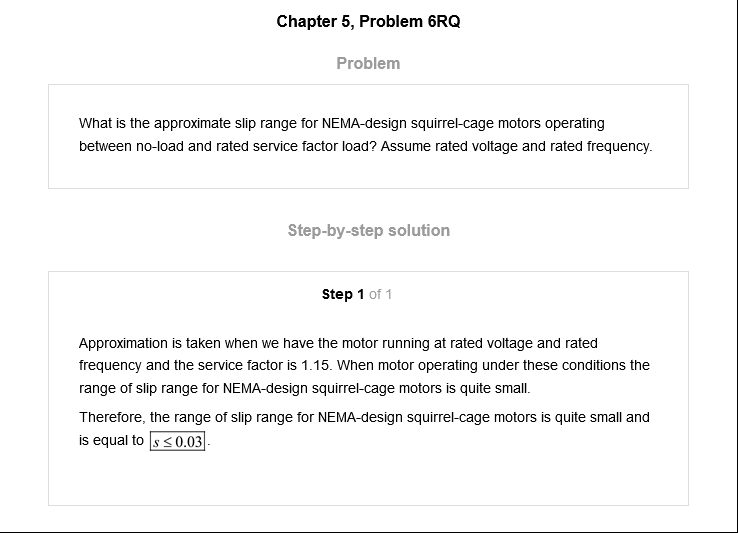 Chapter 5, Problem 6RQ
Problem
What is the approximate slip range for NEMA-design squirrel-cage motors operating
between no-load and rated service factor load? Assume rated voltage and rated frequency.
Step-by-step solution
Step 1 of 1
Approximation is taken when we have the motor running at rated voltage and rated
frequency and the service factor is 1.15. When motor operating under these conditions the
range of slip range for NEMA-design squirrel-cage motors is quite small.
Therefore, the range of slip range for NEMA-design squirrel-cage motors is quite small and
is equal to s ≤ 0.03.